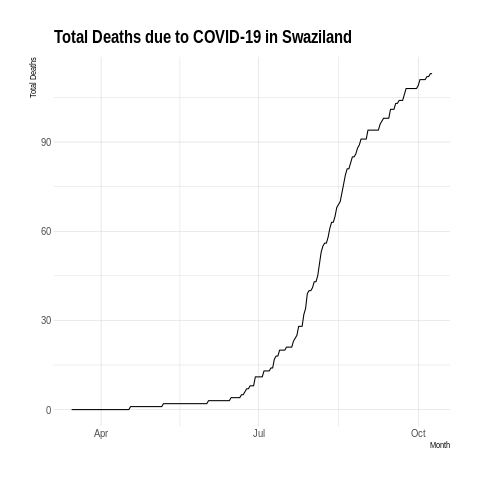 Total Deaths due to COVID-19 in Swaziland
Total Deaths
90
60
30
0
Apr Jul Oct
Month